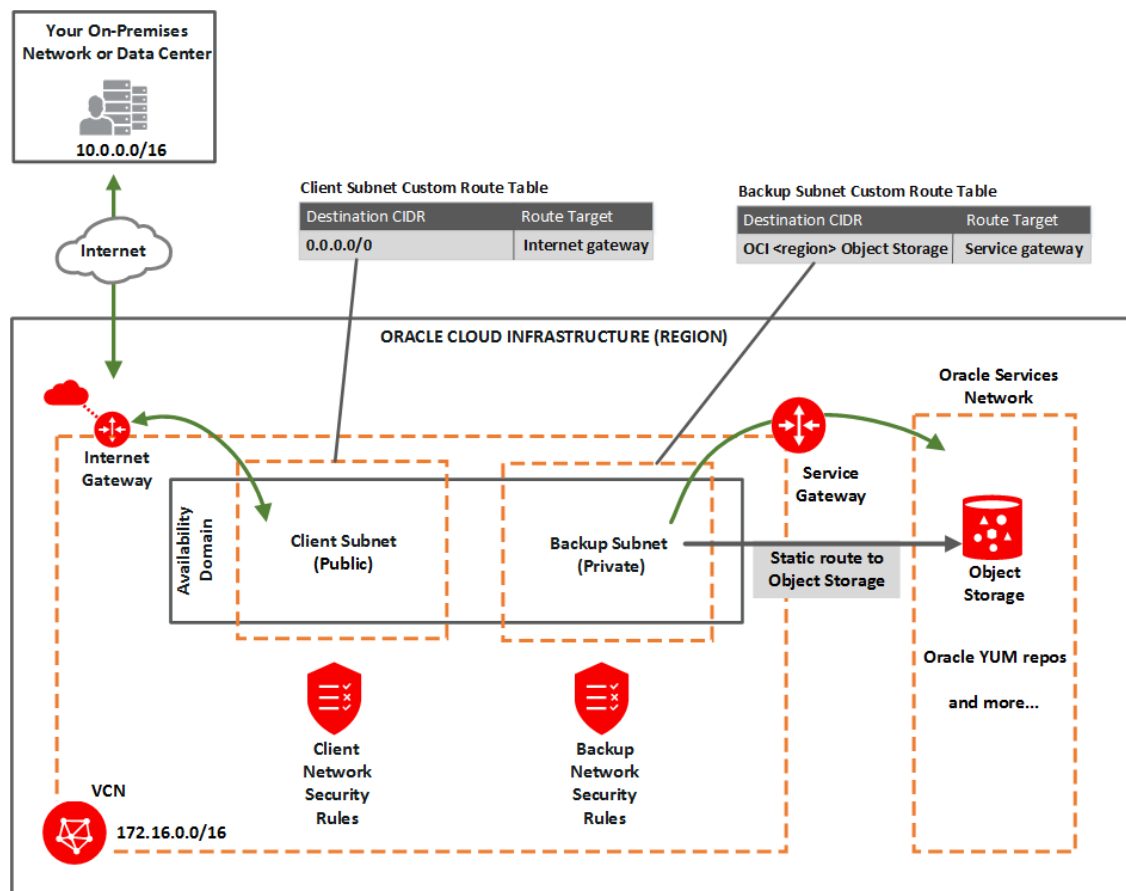 Your On-Premises
Network or Data Center
10.0.0.0/16
Internet
Client Subnet Custom Route Table
Destination CIDR Route Target
0.0.0.0/0 Internet gateway
Backup Subnet Custom Route Table
Destination CIDR Route Target
OCI <region> Object Storage Service gateway
ORACLE CLOUD INFRASTRUCTURE (REGION)
Internet
Gateway
Availability
Domain
Client Subnet
(Public)
Backup Subnet
(Private)
Service
Gateway
Static route to
Object Storage
Oracle Services
Network
Object
Storage
Oracle YUM repos
and more...
Client
Network
Security
Rules
Backup
Network
Security
Rules
VCN
172.16.0.0/16